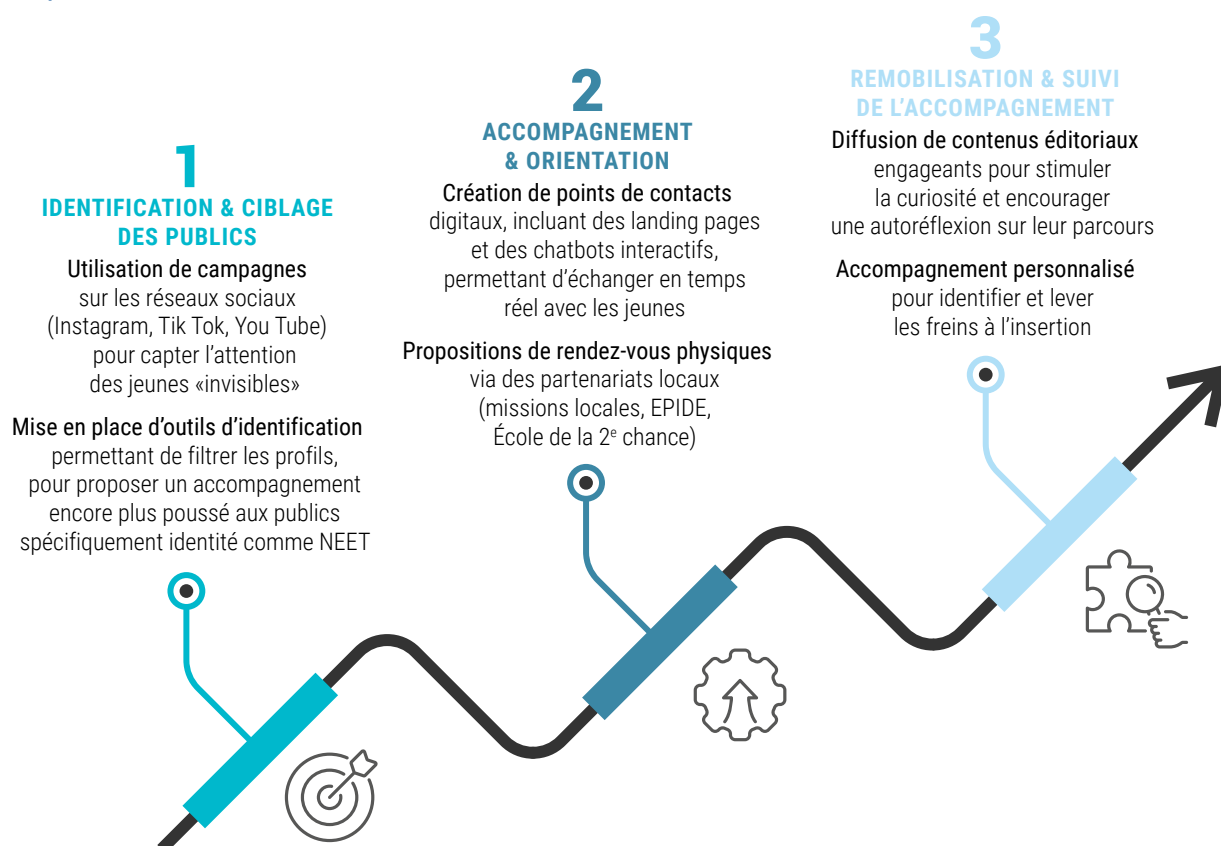 1
IDENTIFICATION & CIBLAGE
DES PUBLICS
Utilisation de campagnes
sur les réseaux sociaux
(Instagram, Tik Tok, You Tube)
pour capter l’attention
des jeunes «invisibles»
Mise en place d’outils d’identification
permettant de filtrer les profils,
pour proposer un accompagnement
encore plus poussé aux publics
spécifiquement identité comme NEET
2
ACCOMPAGNEMENT
& ORIENTATION
Création de points de contacts
digitaux, incluant des landing pages
et des chatbots interactifs,
permettant d’échanger en temps
réel avec les jeunes
Propositions de rendez-vous physiques
via des partenariats locaux
(missions locales, EPIDE,
École de la 2e chance)
3
REMOBILISATION & SUIVI
DE L’ACCOMPAGNEMENT
Diffusion de contenus éditoriaux
engageants pour stimuler
la curiosité et encourager
une autoréflexion sur leur parcours
Accompagnement personnalisé
pour identifier et lever
les freins à l’insertion